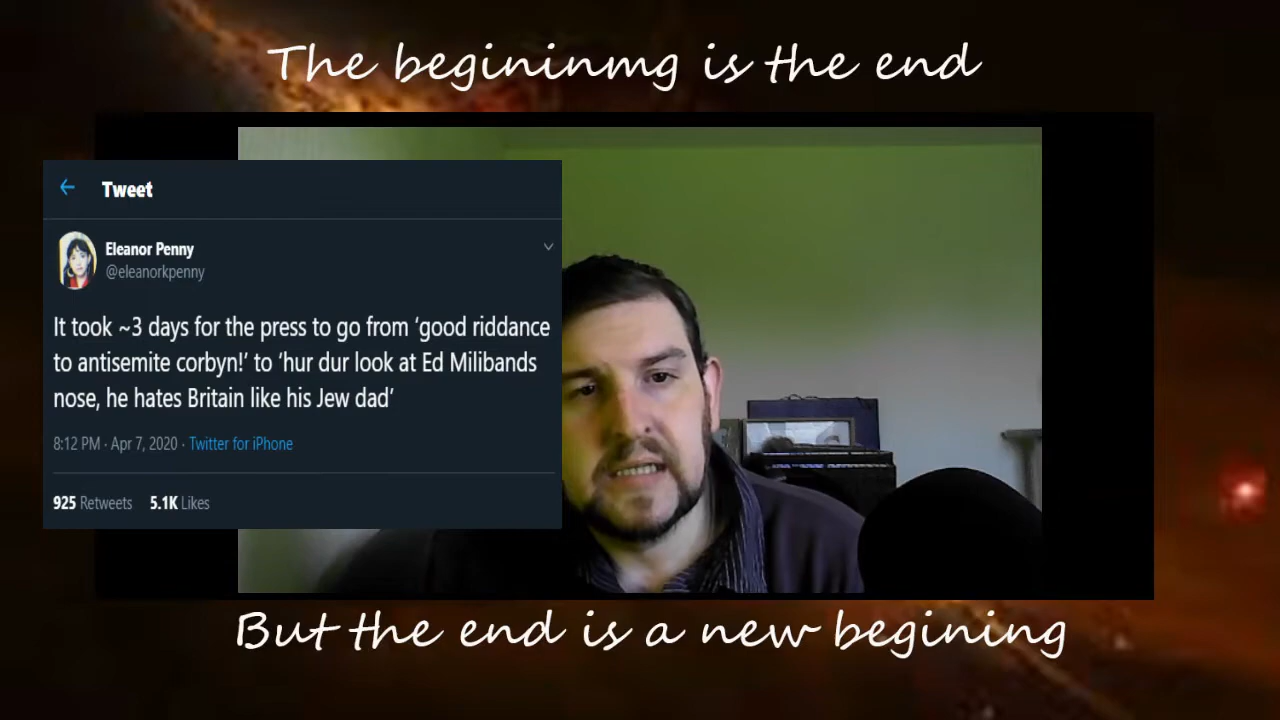 The begininmg is the end
Tweet
Eleanor Penny
@eleanorkpenny
It took ~3 days for the press to go from ‘good riddance
to antisemite corbyn!’ to ‘hur dur look at Ed Milibands
nose, he hates Britain like his Jew dad’
8:12 PM · Apr 7, 2020 · Twitter for iPhone
925 Retweets 5.1K Likes
But the end is a new begining